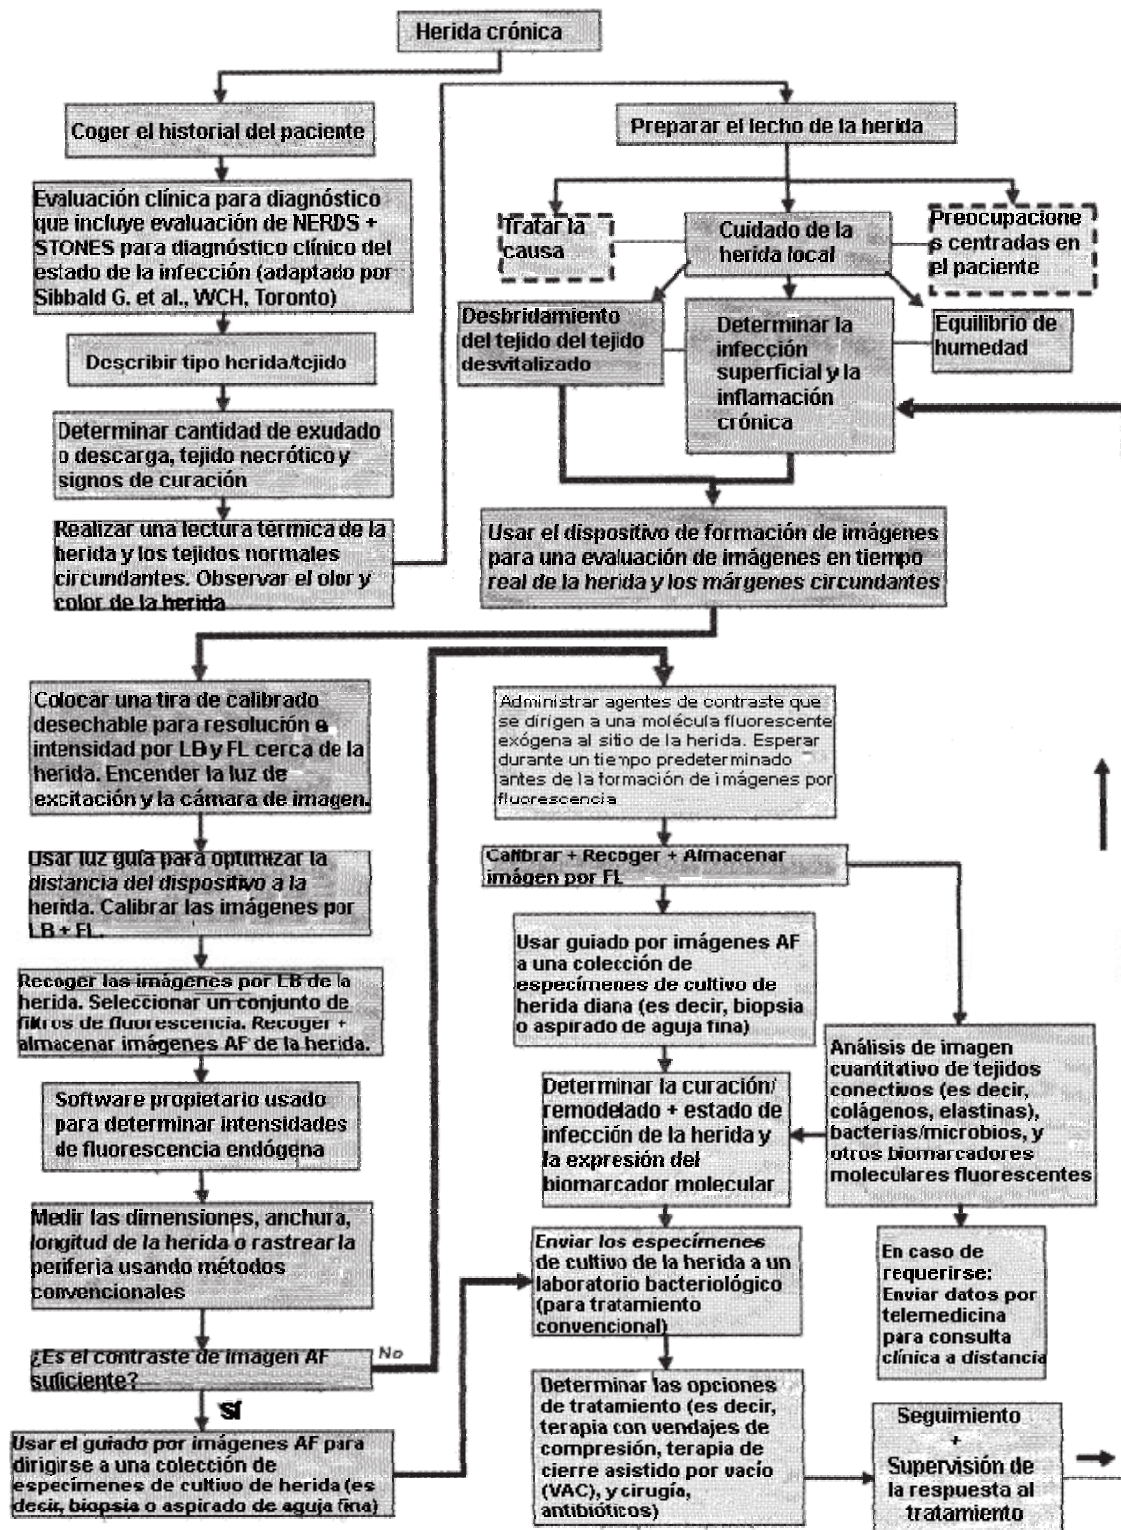 Herida crónica
Coger el historial del paciente
Evaluación clínica para diagnóstico
que incluye evaluación de NERDS +
STONES para diagnóstico clínico del
estado de la infección (adaptado por
Sibbald G. et al., WCH, Toronto)
Describir tipo herida/tejido
Determinar cantidad de exudado
o descarga, tejido necrótico y
signos de curación
Realizar una lectura térmica de la
herida y los tejidos normales
circundantes. Observar el olor y
color de la herida
Preparar el lecho de la herida
Tratar la
causa
Cuidado de la
herida local
Preocupacione
s centradas en
el paciente
Desbridamiento
del tejido del tejido
desvitalizado
Determinar la
infección
superficial y la
inflamación
crónica
Equilibrio de
humedad
Usar el dispositivo de formación de imágenes
para una evaluación de imágenes en tiempo
real de la herida y los márgenes circundantes
Colocar una tira de calibrado
desechable para resolución e
intensidad por LB y FL cerca de la
herida. Encender la luz de
excitación y la cámara de imagen.
Usar luz guía para optimizar la
distancia del dispositivo a la
herida. Calibrar las imágenes por
LB + FL.
Recoger las imágenes por LB de la
herida. Seleccionar un conjunto de
filtros de fluorescencia. Recoger +
almacenar imágenes AF de la herida.
Software propietario usado
para determinar intensidades
de fluorescencia endógena
Medir las dimensiones, anchura,
longitud de la herida o rastrear la
periferia usando métodos
convencionales
¿Es el contraste de imagen AF
suficiente?
No
SÍ
Usar el guiado por imágenes AF para
dirigirse a una colección de
especímenes de cultivo de herida (es
decir, biopsia o aspirado de aguja fina)
Administrar agentes de contraste que
se dirigen a una molécula fluorescente
exógena al sitio de la herida. Esperar
durante un tiempo predeterminado
antes de la formación de imágenes por
fluorescencia
Calibrar + Recoger + Almacenar
imágen por FL
Usar guiado por imágenes AF
a una colección de
especímenes de cultivo de
herida diana (es decir, biopsia
o aspirado de aguja fina)
Determinar la curación/
remodelado + estado de
infección de la herida y
la expresión del
biomarcador molecular
Análisis de imagen
cuantitativo de tejidos
conectivos (es decir,
colágenos, elastinas),
bacterias/microbios, y
otros biomarcadores
moleculares fluorescentes
Enviar los especímenes
de cultivo de la herida a un
laboratorio bacteriológico
(para tratamiento
convencional)
En caso de
requerirse:
Enviar datos por
telemedicina
para consulta
clínica a distancia
Determinar las opciones
de tratamiento (es decir,
terapia con vendajes de
compresión, terapia de
cierre asistido por vacío
(VAC), y cirugía,
antibióticos)
Seguimiento
+
Supervisión de
la respuesta al
tratamiento